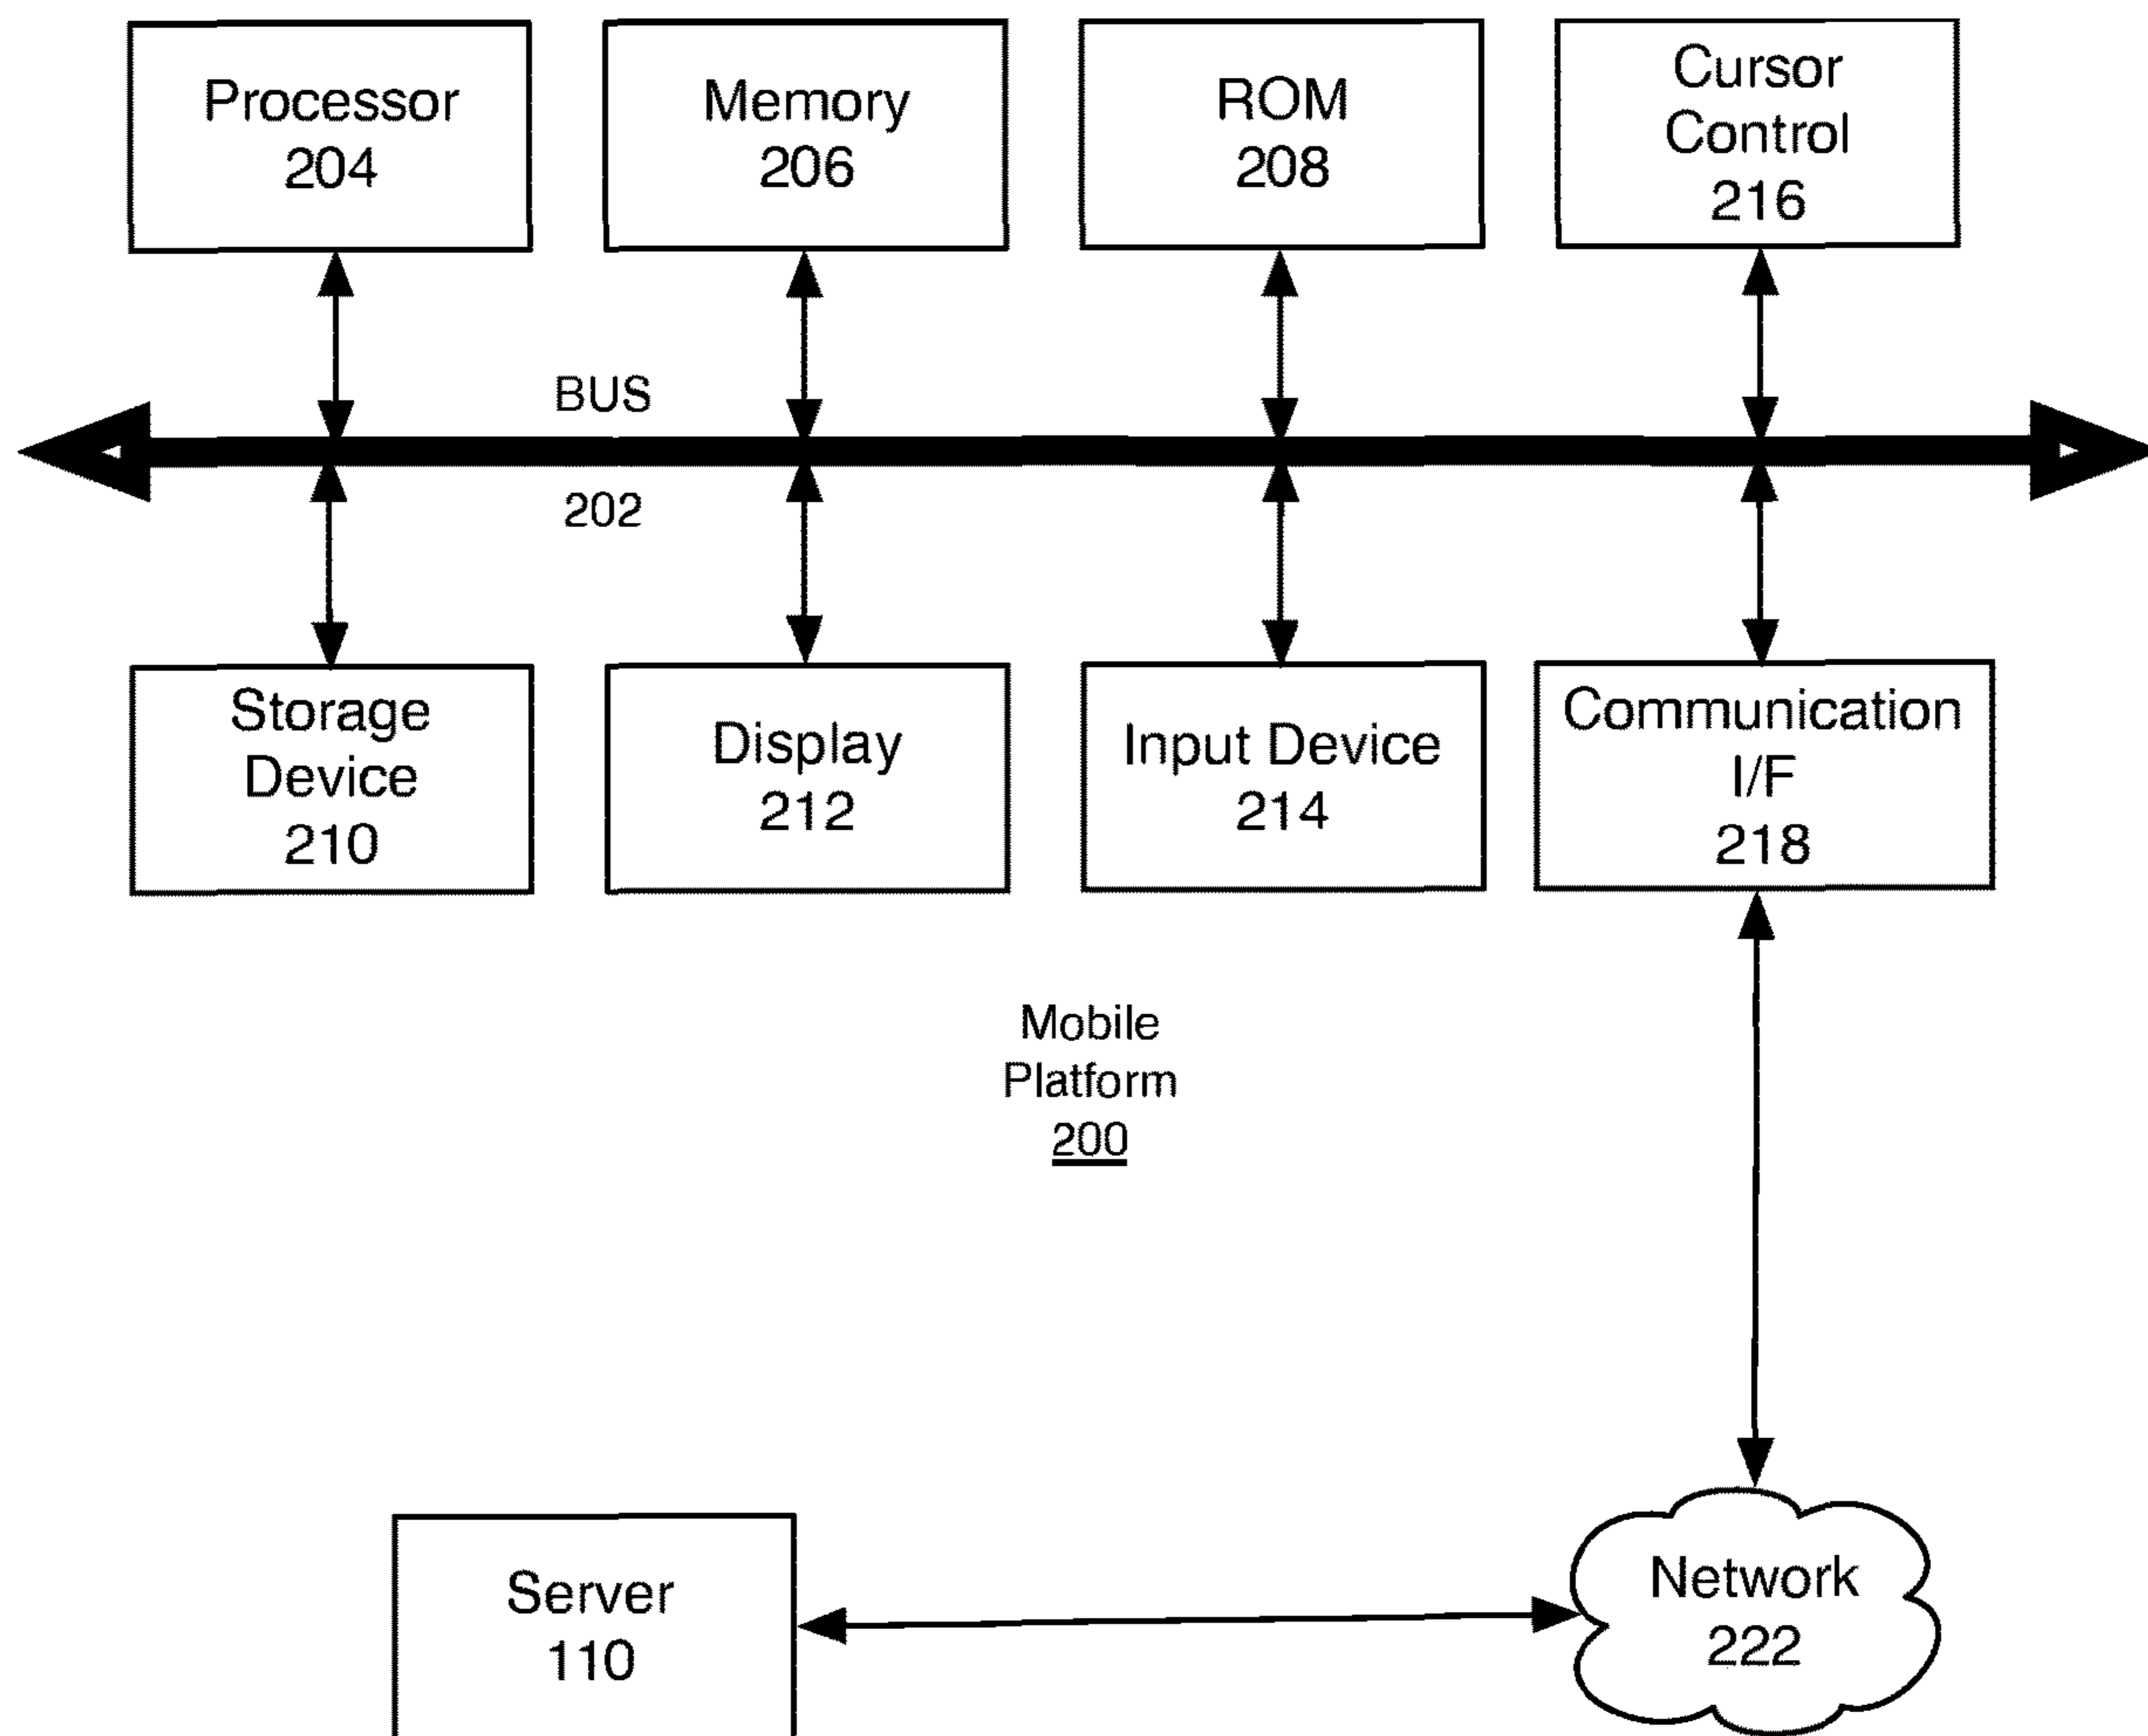 Processor
204
Memory
206
ROM
208
Cursor
Control
216
BUS
202
Storage
Device
210
Display
212
Input Device
214
Communication
I/F
218
Mobile
Platform
200
Server
110
Network
222